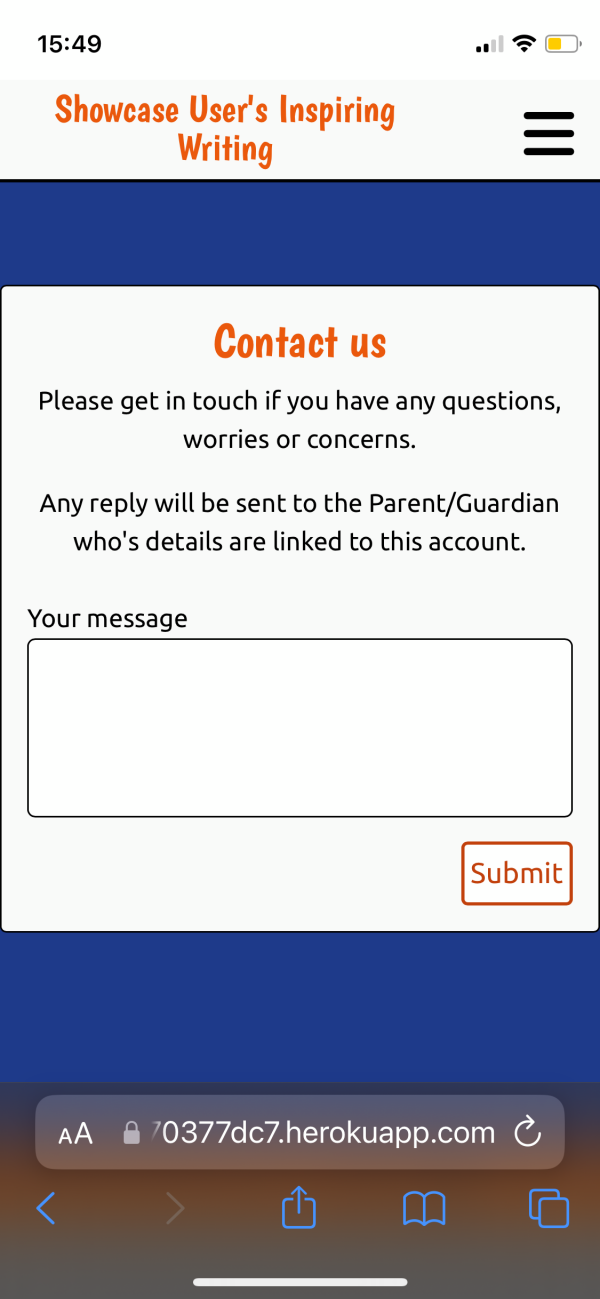 15:49
Showcase User's Inspiring
Writing
Contact us
Please get in touch if you have any questions,
worries or concerns.
Any reply will be sent to the Parent/Guardian
who's details are linked to this account.
Your message
Submit
AA 70377dc7.herokuapp.com